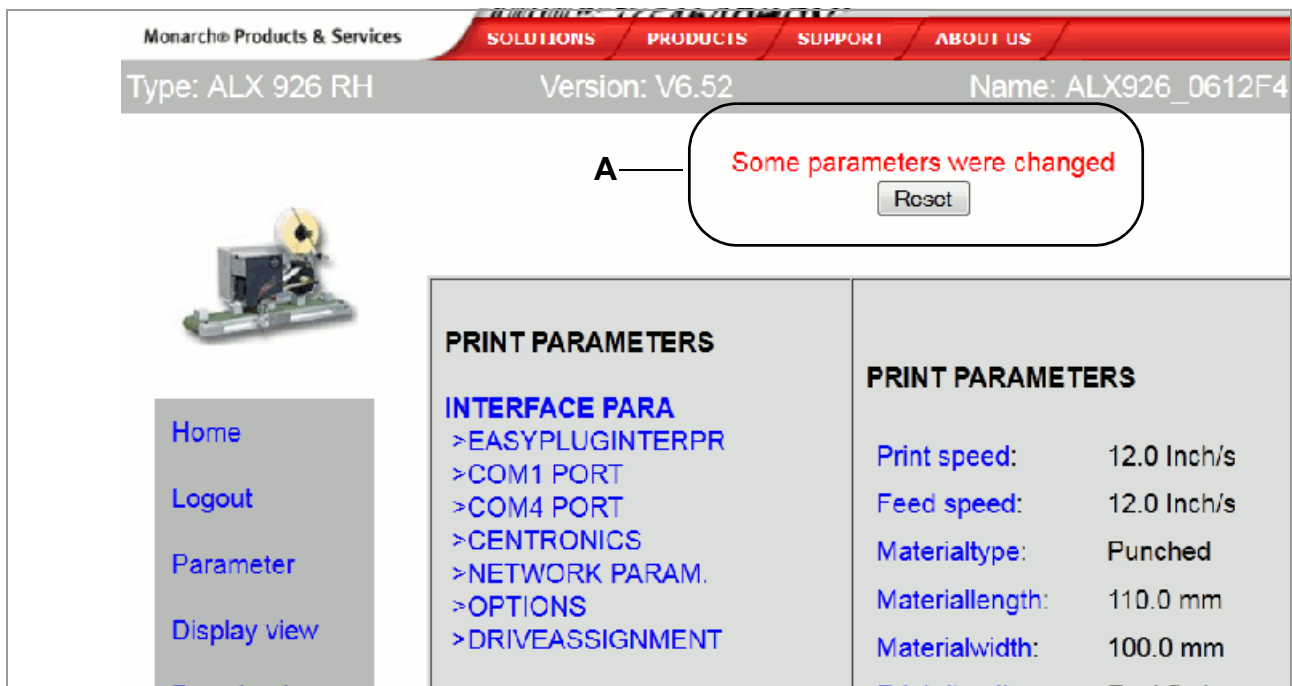 Monarch® Products & Services
SOLUTIONS PRODUCTS SUPPORT ABOUT US
Type: ALX 926 RH Version: V6.52 Name: ALX926_0612F4
A
Some parameters were changed
Reset
Home
Logout
Parameter
Display view
PRINT PARAMETERS
INTERFACE PARA
>EASYPLUGINTERPR
>COM1 PORT
>COM4 PORT
>CENTRONICS
>NETWORK PARAM.
>OPTIONS
>DRIVEASSIGNMENT
PRINT PARAMETERS
Print speed: 12.0 Inch/s
Feed speed: 12.0 Inch/s
Materialtype: Punched
Materiallength: 110.0 mm
Materialwidth: 100.0 mm